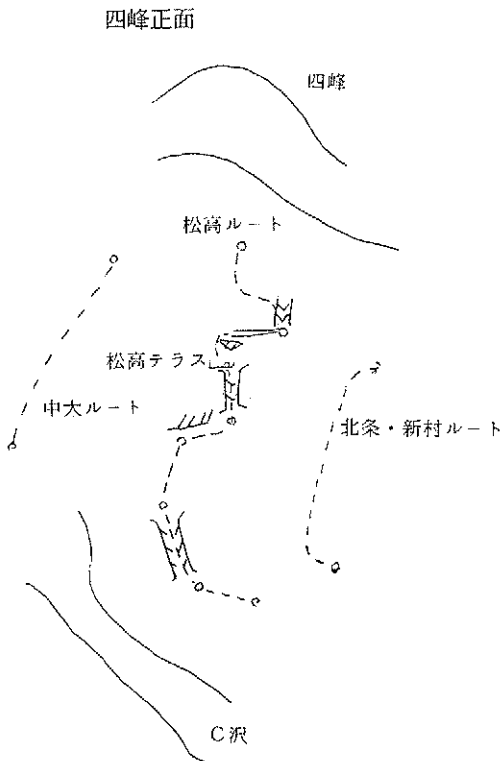 四峰正面
四峰
松高ルート
松高テラス
中大ルート
北条・新村ルート
C沢